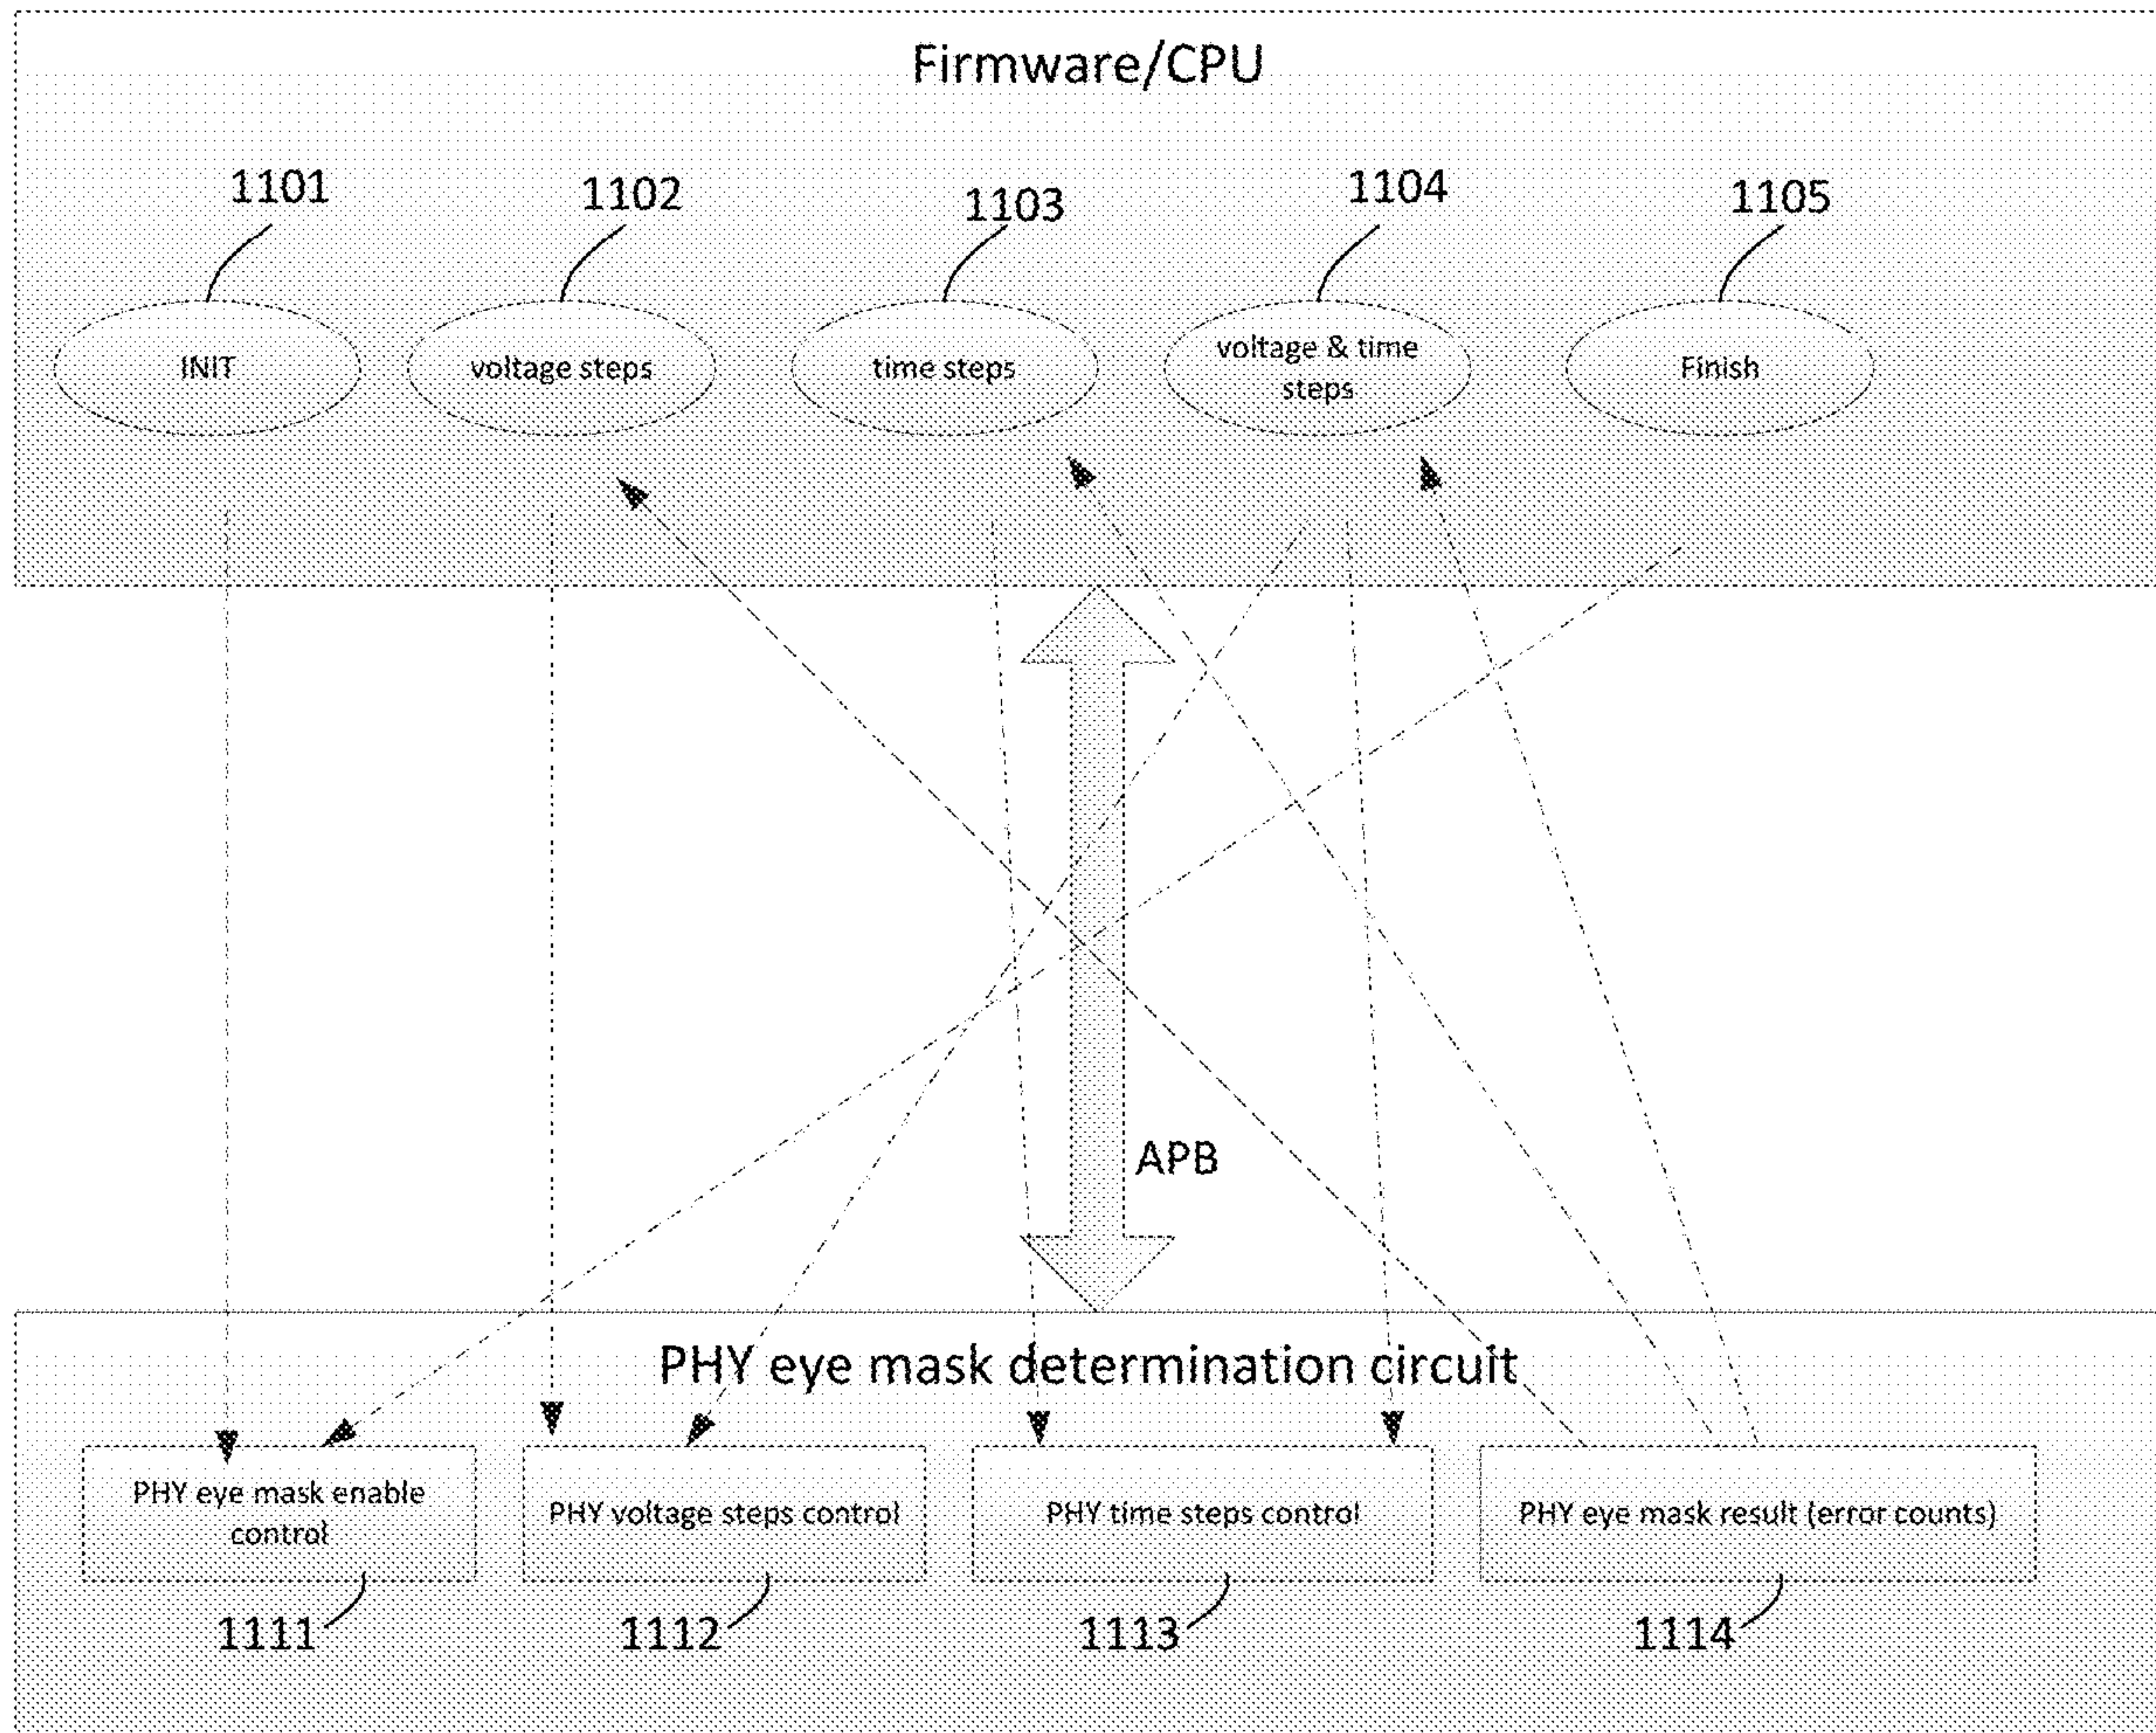 Firmware/CPU
1101
1102
1103
1104
1105
INIT
voltage steps
time steps
voltage & time
steps
Finish
APB
PHY eye mask determination circuit
PHY eye mask enable
control
PHY voltage steps control
PHY time steps control
PHY eye mask result (error counts)
1111
1112
1113
1114